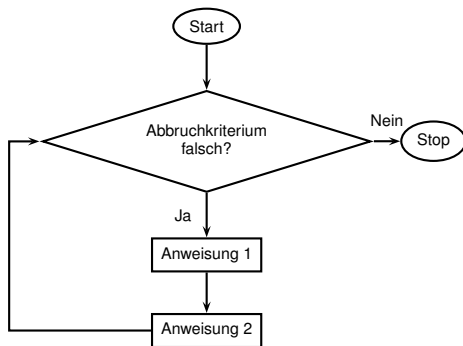 Start
Abbruchkriterium
falsch?
Nein
Stop
Ja
Anweisung 1
Anweisung 2